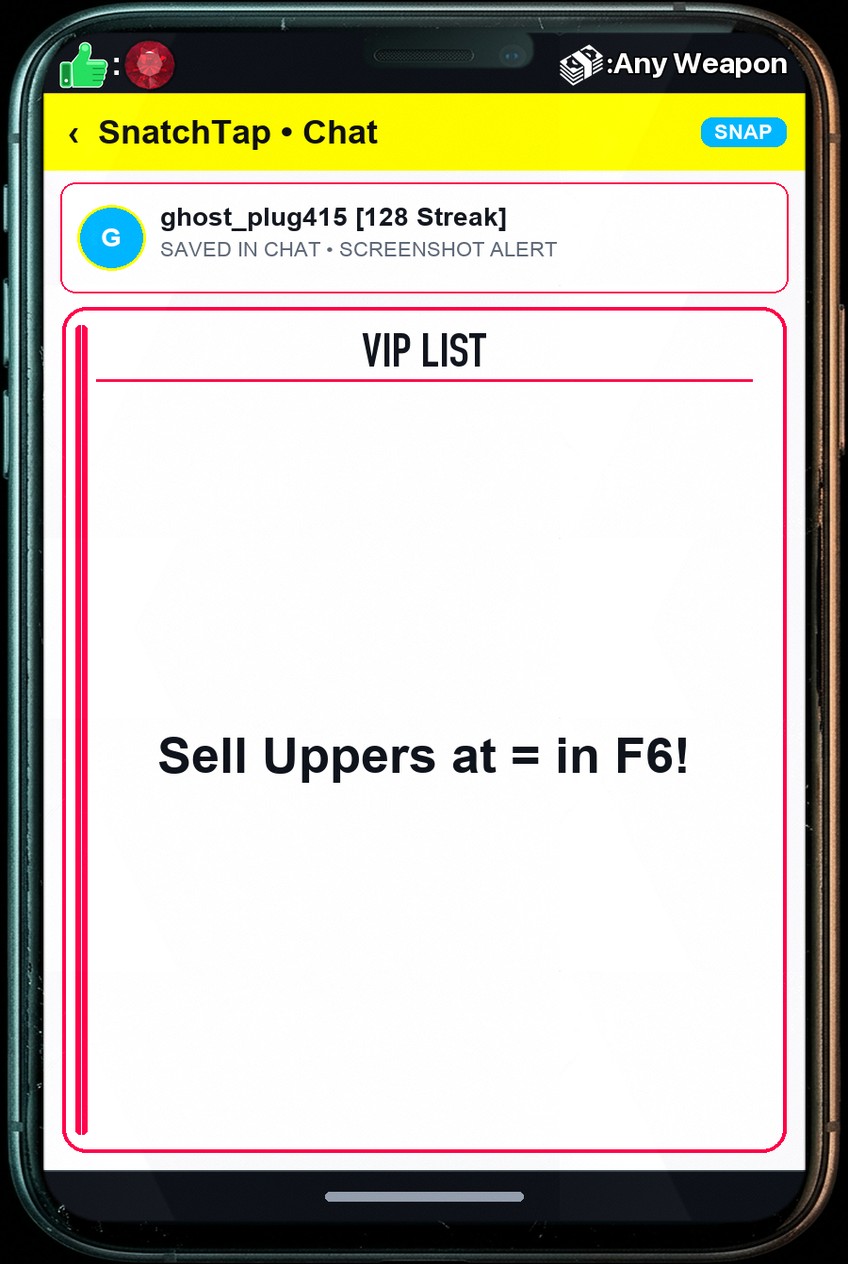 :
:Any Weapon
‹ SnatchTap • Chat
SNAP
G
ghost_plug415 [128 Streak]
SAVED IN CHAT • SCREENSHOT ALERT
VIP LIST
Sell Uppers at = in F6!